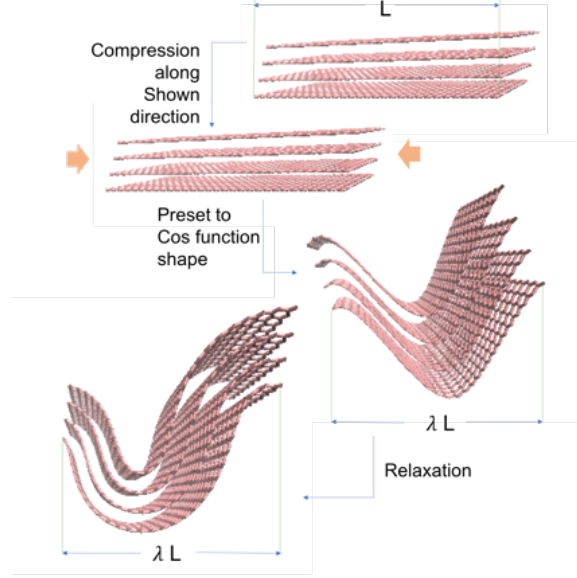 L
Compression
along
Shown
direction
Preset to
Cos function
shape
λ L
Relaxation
λ L